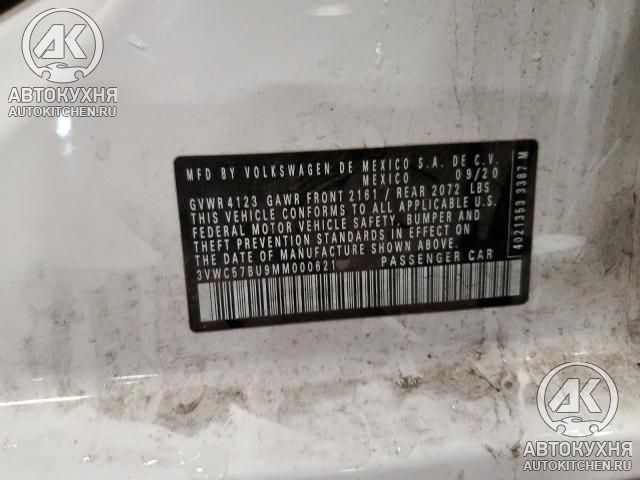 АК
АВТОКУХНЯ
AUTOKITCHEN.RU
MFD BY VOLKSWAGEN DE MEXICO S.A. DE C.V.
MEXICO 09/20
GVWR 4123 GAWR FRONT 2161 / REAR 2072 LBS
THIS VEHICLE CONFORMS TO ALL APPLICABLE U.S.
FEDERAL MOTOR VEHICLE SAFETY, BUMPER AND
THEFT PREVENTION STANDARDS IN EFFECT ON
THE DATE OF MANUFACTURE SHOWN ABOVE.
3VWC57BU9MM000621 PASSENGER CAR
4021353 3387 M
АК
АВТОКУХНЯ
AUTOKITCHEN.RU